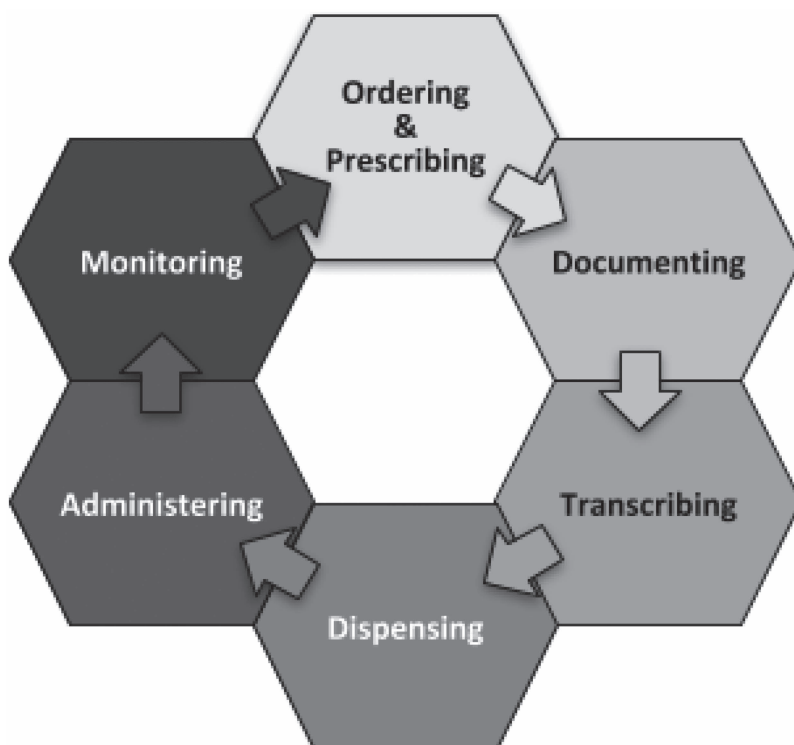 Ordering
&
Prescribing
Documenting
Transcribing
Dispensing
Administering
Monitoring